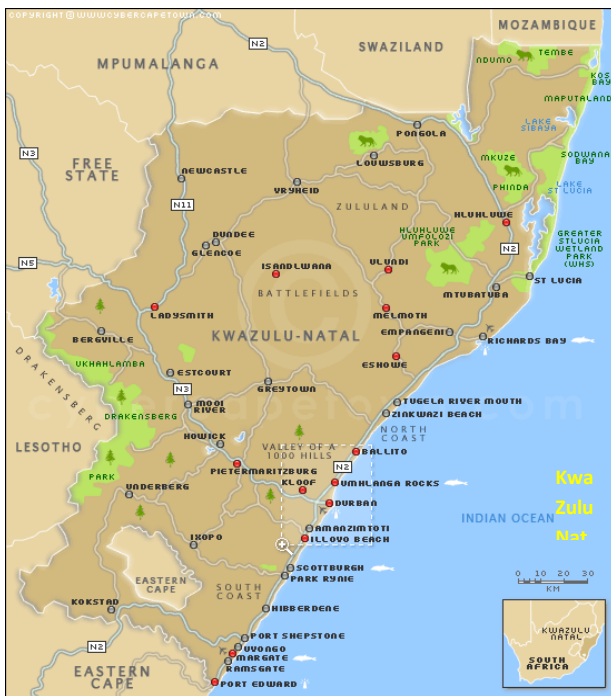 COPYRIGHT @ WWW.CYBERCAPETOWN.COM
MOZAMBIQUE
N2
SWAZILAND
MPUMALANGA
TEMBE
NDUMO
KOSI
BAY
MAPUTALAND
N3
PONGOLA
LAKE
SIBAYA
FREE
STATE
LOUWSBURG
SODWANA
BAY
MKUZE
NEWCASTLE
VRYHEID
PHINDA
LAKE
ST LUCIA
N11
ZULULAND
HLUHLUWE
DUNDEE
GLENCOE
HLUHLUWE
UMFOLOZI
PARK
N2
GREATER
STLUCIA
WETLAND
PARK
(WHS)
N5
ISANDLWANA
ULUNDI
ST LUCIA
BATTLEFIELDS
MTUBATUBA
LADYSMITH
MELMOTH
KWAZULU-NATAL
EMPANGENI
BERGVILLE
RICHARDS BAY
DRAKENSBERG
UKHAHLAMBA
ESHOWE
ESTCOURT
GREYTOWN
N3
MOOI
RIVER
TUGELA RIVER MOUTH
ZINKWAZI BEACH
DRAKENSBERG
NORTH
COAST
LESOTHO
HOWICK
VALLEY OF A
1000 HILLS
BALLITO
PIETERMARITZBURG
N2
PARK
KLOOF
UMHLANGA ROCKS
Kwa
Zulu
Nat
UNDERBERG
DURBAN
INDIAN OCEAN
AMANZIMTOTI
ILLOVO BEACH
IXOPO
SCOTTBURGH
PARK RYNIE
0 10 20 30
KM
EASTERN
CAPE
SOUTH
COAST
KOKSTAD
HIBBERDENE
KWAZULU
NATAL
PORT SHEPSTONE
N2
UVONGO
MARGATE
RAMSGATE
SOUTH
AFRICA
EASTERN
CAPE
PORT EDWARD